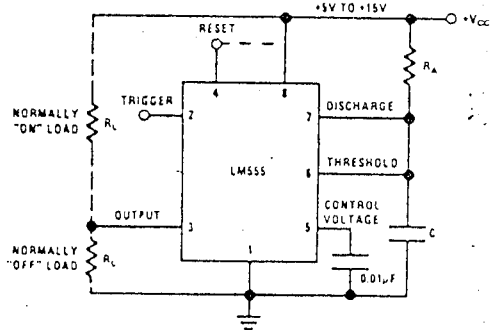 +5V TO +15V
+VCC
RESET
RA
4
8
TRIGGER
2
7
DISCHARGE
NORMALLY
"ON" LOAD
RL
THRESHOLD
6
LM555
CONTROL
VOLTAGE
OUTPUT
3
5
C
NORMALLY
"OFF" LOAD
RL
1
0.01µF